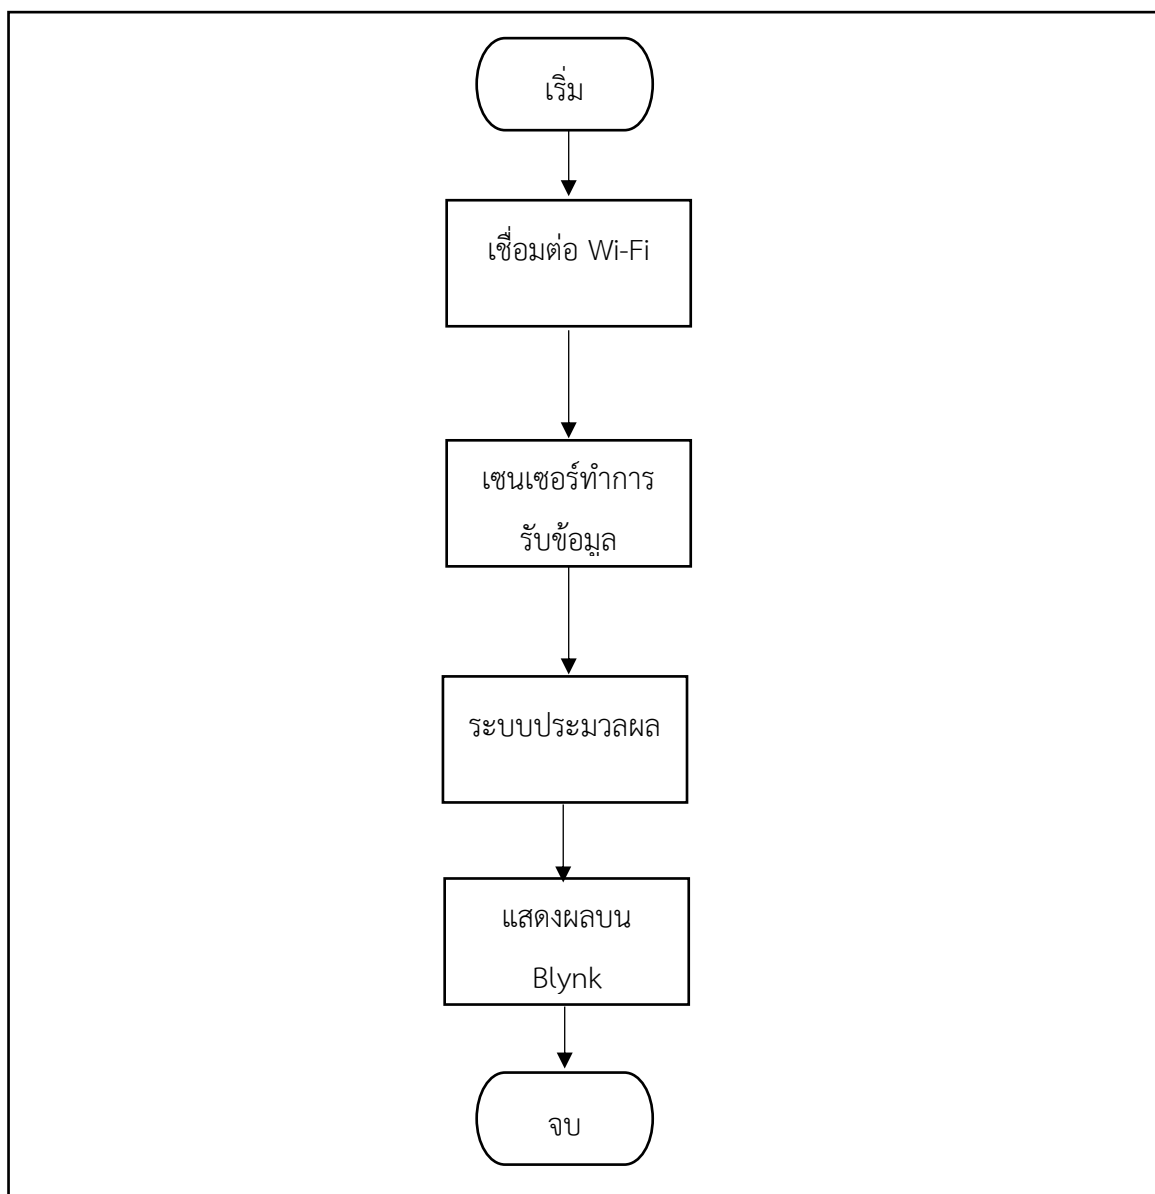 เริ่ม
เชื่อมต่อ Wi-Fi
เซนเซอร์ทำการ
รับข้อมูล
ระบบประมวลผล
แสดงผลบน
Blynk
จบ